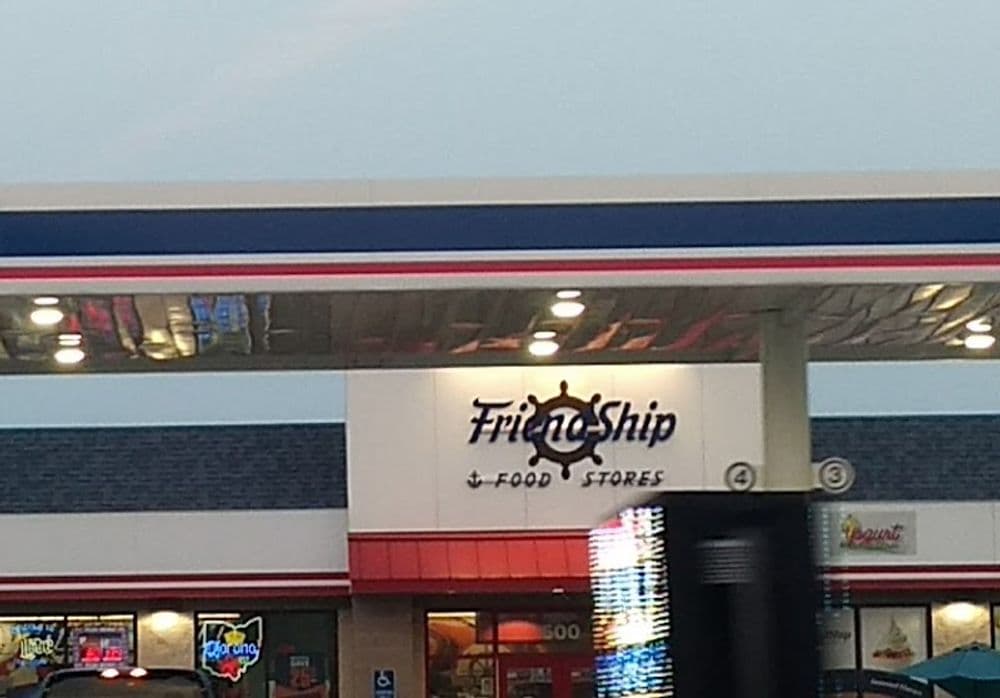 FriendShip
FOOD STORES
4
3
Yogurt
Corona
500